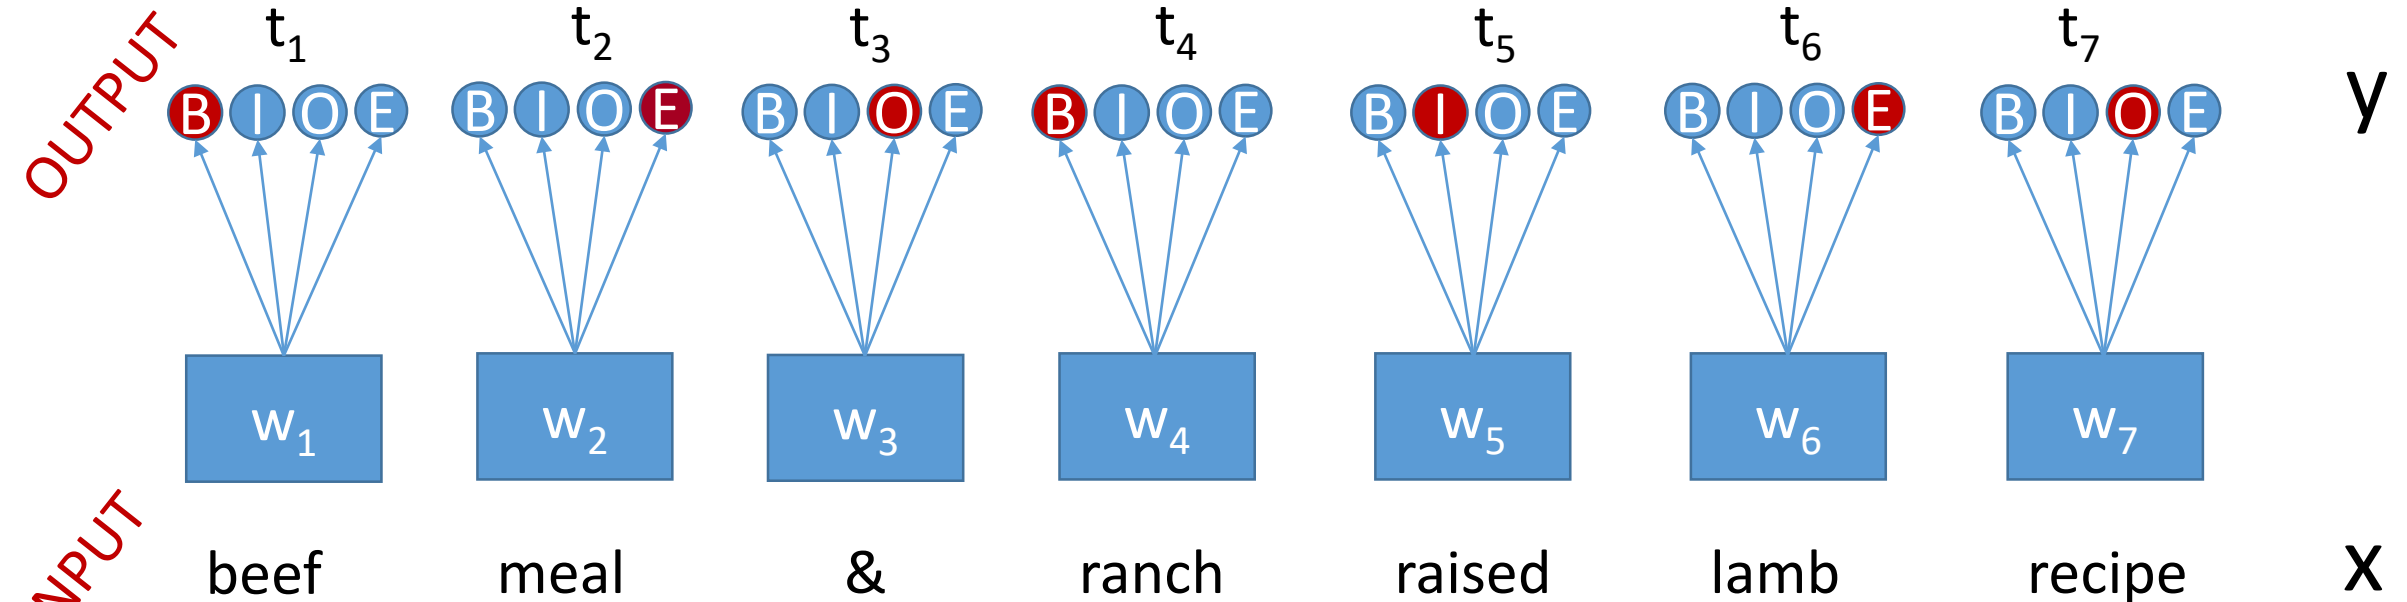 OUTPUT
t1 t2 t3 t4 t5 t6 t7
B I O E B I O E B I O E B I O E B I O E B I O E B I O E y
w1 w2 w3 w4 w5 w6 w7
INPUT
beef meal & ranch raised lamb recipe x